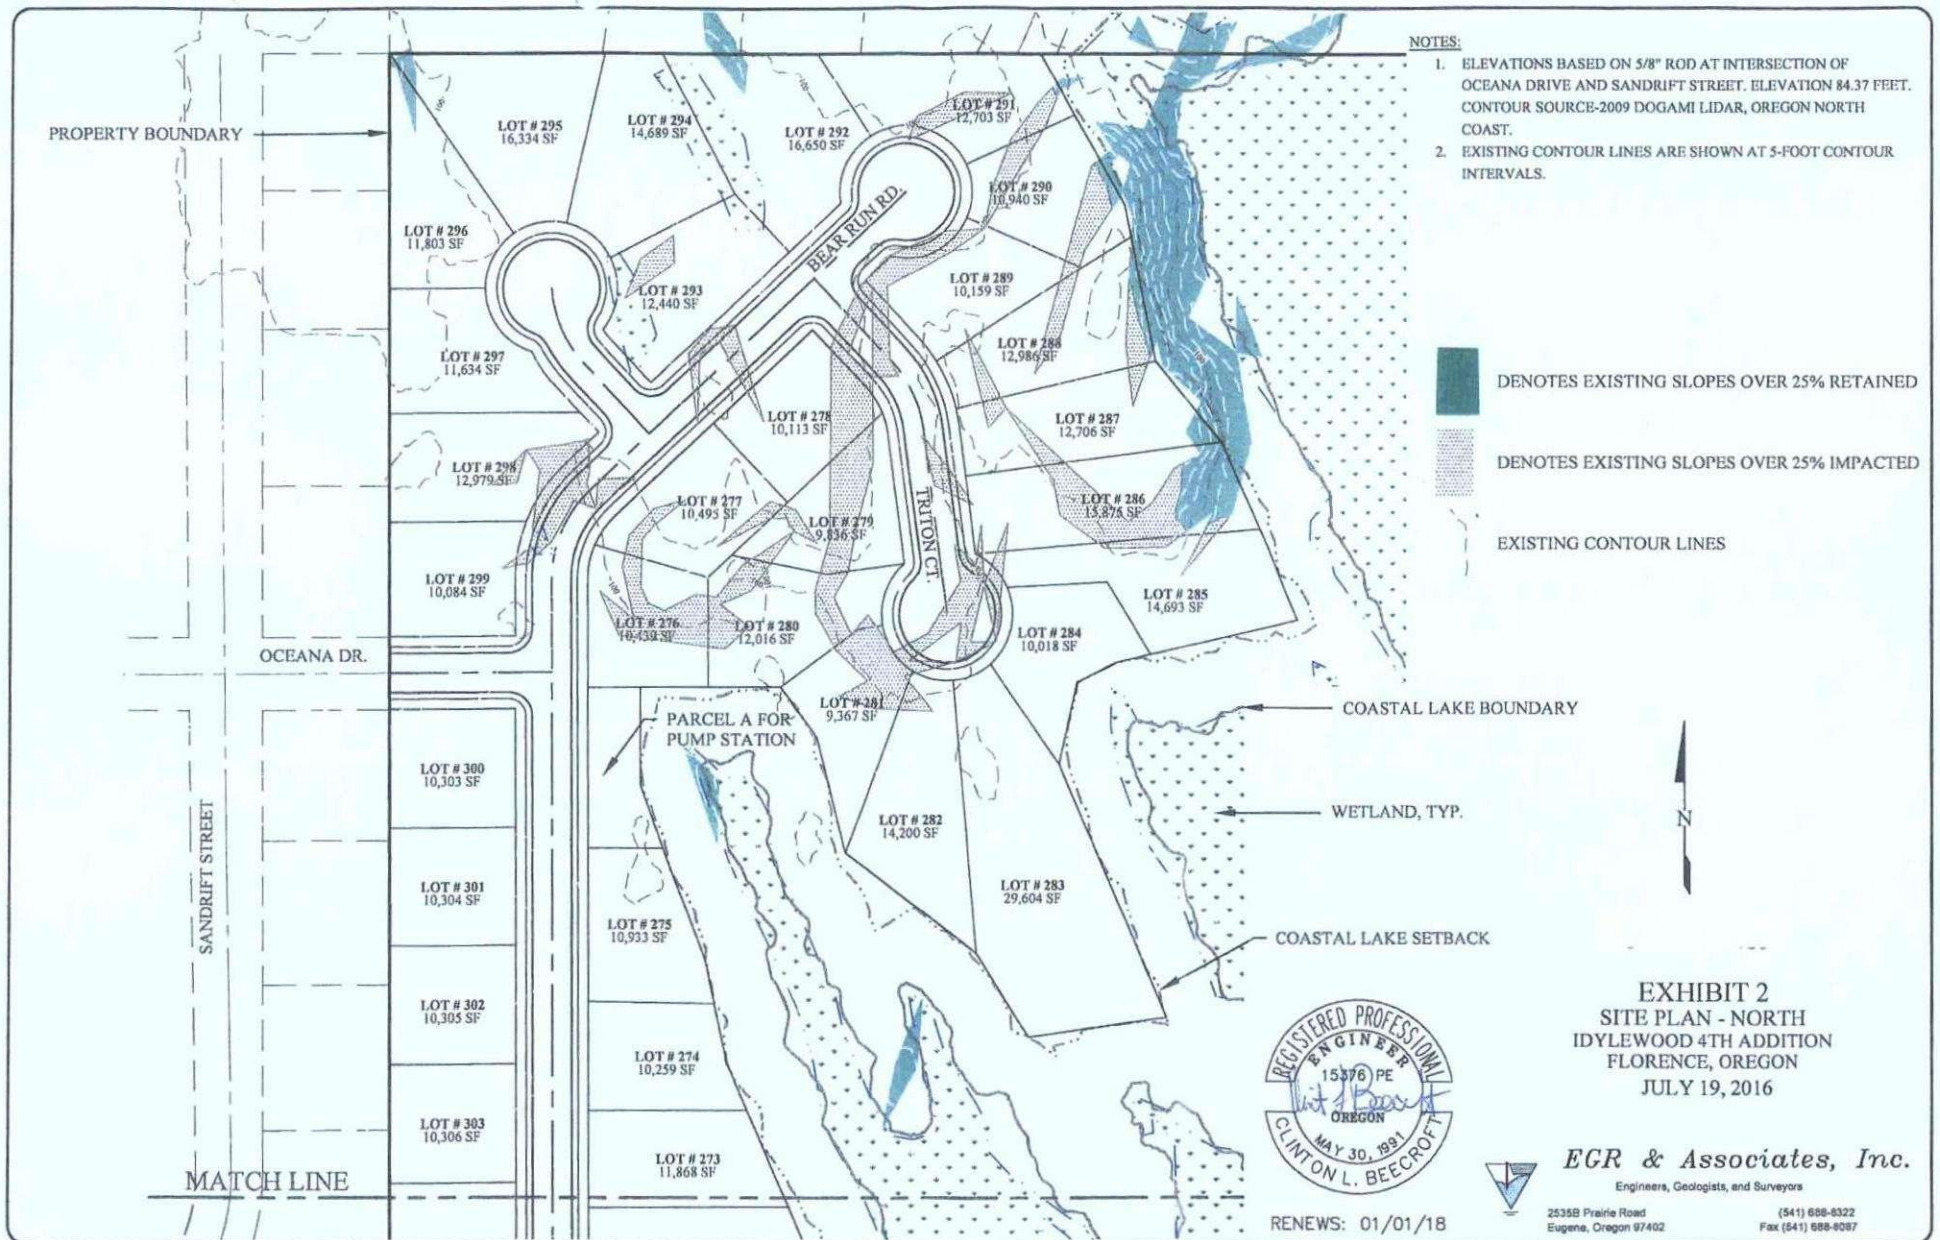 NOTES:
1. ELEVATIONS BASED ON 5/8" ROD AT INTERSECTION OF
OCEANA DRIVE AND SANDRIFT STREET. ELEVATION 84.37 FEET.
CONTOUR SOURCE-2009 DOGAMI LIDAR, OREGON NORTH
COAST.
2. EXISTING CONTOUR LINES ARE SHOWN AT 5-FOOT CONTOUR
INTERVALS.
PROPERTY BOUNDARY
LOT # 295
16,334 SF
LOT # 294
14,689 SF
LOT # 292
16,650 SF
LOT # 291
12,703 SF
LOT # 290
10,940 SF
LOT # 296
11,803 SF
BEAR RUN RD.
LOT # 293
12,440 SF
LOT # 289
10,159 SF
LOT # 297
11,634 SF
LOT # 288
12,986 SF
LOT # 278
10,113 SF
LOT # 287
12,706 SF
LOT # 298
12,979 SF
LOT # 277
10,495 SF
LOT # 279
9,836 SF
TRITON CT.
LOT # 286
15,875 SF
LOT # 299
10,084 SF
LOT # 276
10,439 SF
LOT # 280
12,016 SF
LOT # 284
10,018 SF
LOT # 285
14,693 SF
100
100
100
100
DENOTES EXISTING SLOPES OVER 25% RETAINED
DENOTES EXISTING SLOPES OVER 25% IMPACTED
EXISTING CONTOUR LINES
OCEANA DR.
LOT # 281
9,367 SF
PARCEL A FOR
PUMP STATION
COASTAL LAKE BOUNDARY
LOT # 300
10,303 SF
LOT # 282
14,200 SF
WETLAND, TYP.
N
SANDRIFT STREET
LOT # 301
10,304 SF
LOT # 283
29,604 SF
LOT # 275
10,933 SF
COASTAL LAKE SETBACK
LOT # 302
10,305 SF
LOT # 274
10,259 SF
LOT # 303
10,306 SF
LOT # 273
11,868 SF
MATCH LINE
REGISTERED PROFESSIONAL
ENGINEER
15376 PE
OREGON
MAY 30, 1991
CLINTON L. BEECROFT
RENEWS: 01/01/18
EXHIBIT 2
SITE PLAN - NORTH
IDYLEWOOD 4TH ADDITION
FLORENCE, OREGON
JULY 19, 2016
EGR & Associates, Inc.
Engineers, Geologists, and Surveyors
2535B Prairie Road (541) 688-8322
Eugene, Oregon 97402 Fax (541) 688-8087